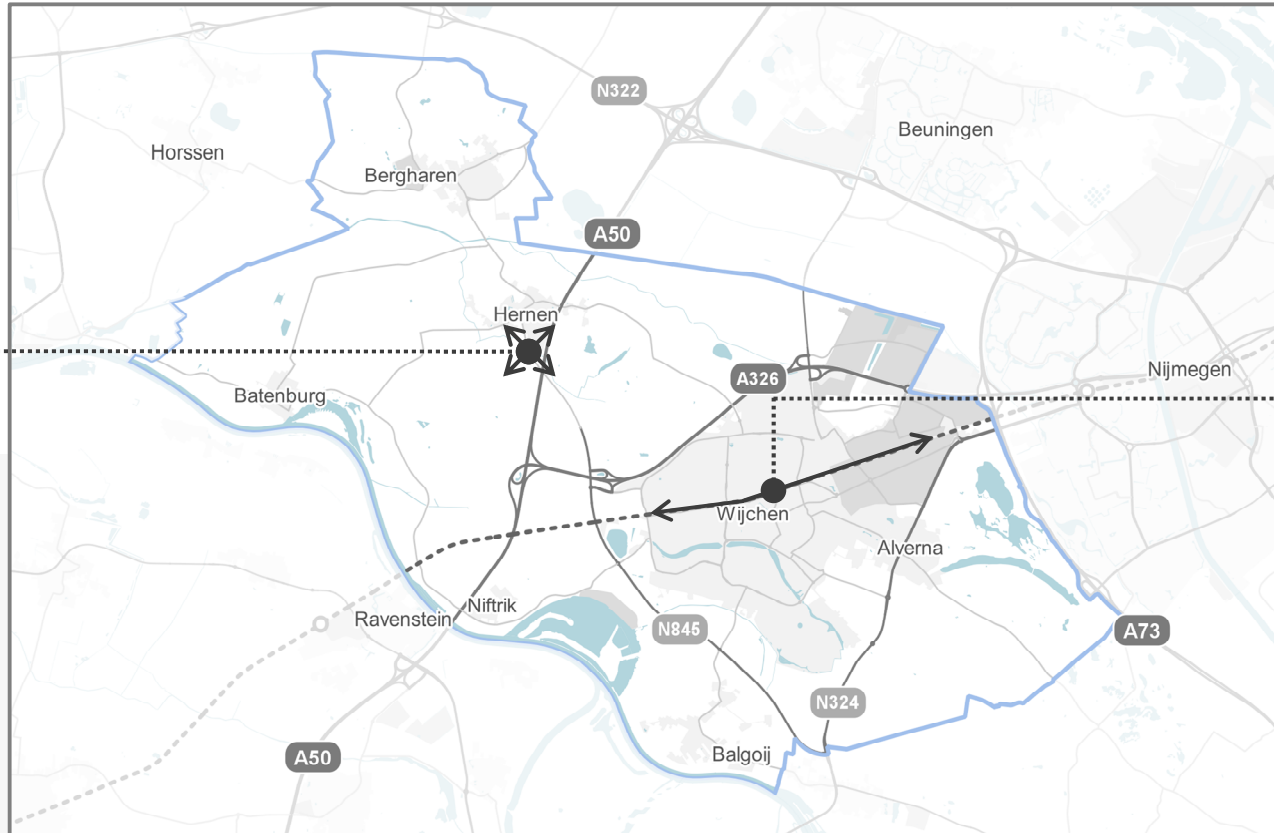 N322
Beuningen
Horssen
Bergharen
A50
Hernen
Nijmegen
A326
Batenburg
Wijchen
Alverna
Niftrik
Ravenstein
N845
A73
N324
Balgoij
A50